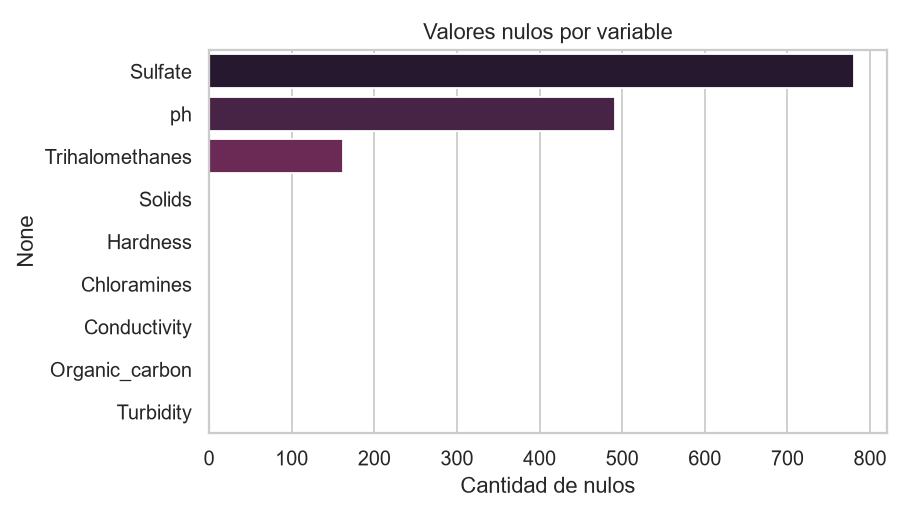 Valores nulos por variable
Sulfate
ph
Trihalomethanes
Solids
Hardness
Chloramines
Conductivity
Organic_carbon
Turbidity
None
0 100 200 300 400 500 600 700 800
Cantidad de nulos